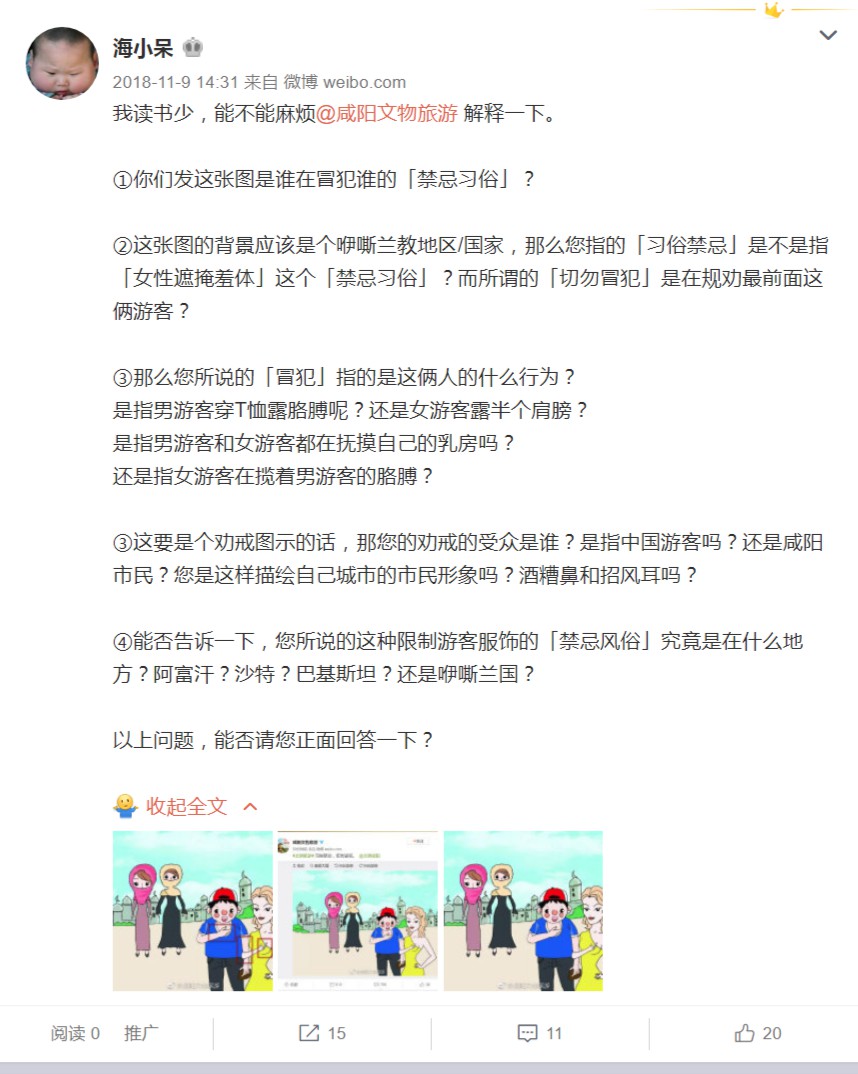 海小呆
2018-11-9 14:31 来自 微博 weibo.com
我读书少，能不能麻烦@咸阳文物旅游 解释一下。
①你们发这张图是谁在冒犯谁的「禁忌习俗」？
②这张图的背景应该是个咿嘶兰教地区/国家，那么您指的「习俗禁忌」是不是指
「女性遮掩羞体」这个「禁忌习俗」？而所谓的「切勿冒犯」是在规劝最前面这
俩游客？
③那么您所说的「冒犯」指的是这俩人的什么行为？
是指男游客穿T恤露胳膊呢？还是女游客露半个肩膀？
是指男游客和女游客都在抚摸自己的乳房吗？
还是指女游客在揽着男游客的胳膊？
③这要是个劝戒图示的话，那您的劝戒的受众是谁？是指中国游客吗？还是咸阳
市民？您是这样描绘自己城市的市民形象吗？酒糟鼻和招风耳吗？
④能否告诉一下，您所说的这种限制游客服饰的「禁忌风俗」究竟是在什么地
方？阿富汗？沙特？巴基斯坦？还是咿嘶兰国？
以上问题，能否请您正面回答一下？
收起全文
阅读 0 推广 15 11 20